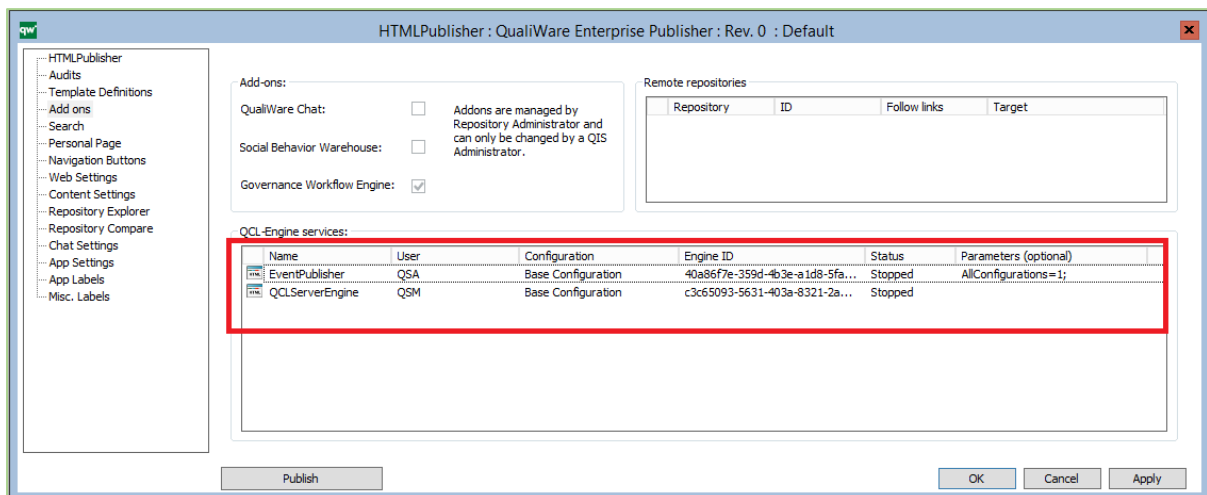 qw
HTMLPublisher : QualiWare Enterprise Publisher : Rev. 0 : Default
HTMLPublisher
Audits
Template Definitions
Add ons
Search
Personal Page
Navigation Buttons
Web Settings
Content Settings
Repository Explorer
Repository Compare
Chat Settings
App Settings
App Labels
Misc. Labels
Add-ons:
QualiWare Chat:
Social Behavior Warehouse:
Governance Workflow Engine:
Addons are managed by
Repository Administrator and
can only be changed by a QIS
Administrator.
Remote repositories
Repository ID Follow links Target
QCL-Engine services:
Name User Configuration Engine ID Status Parameters (optional)
EventPublisher QSA Base Configuration 40a86f7e-359d-4b3e-a1d8-5fa... Stopped AllConfigurations=1;
QCLServerEngine QSM Base Configuration c3c65093-5631-403a-8321-2a... Stopped
Publish OK Cancel Apply